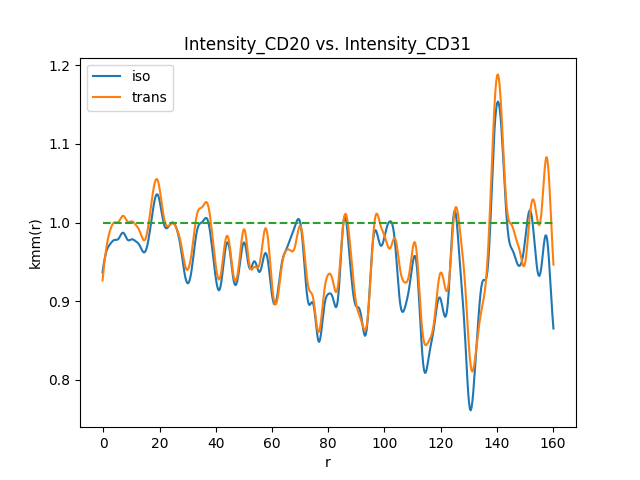 Intensity_CD20 vs. Intensity_CD31
iso
trans
1.2
1.1
1.0
0.9
0.8
kmm(r)
0 20 40 60 80 100 120 140 160
r